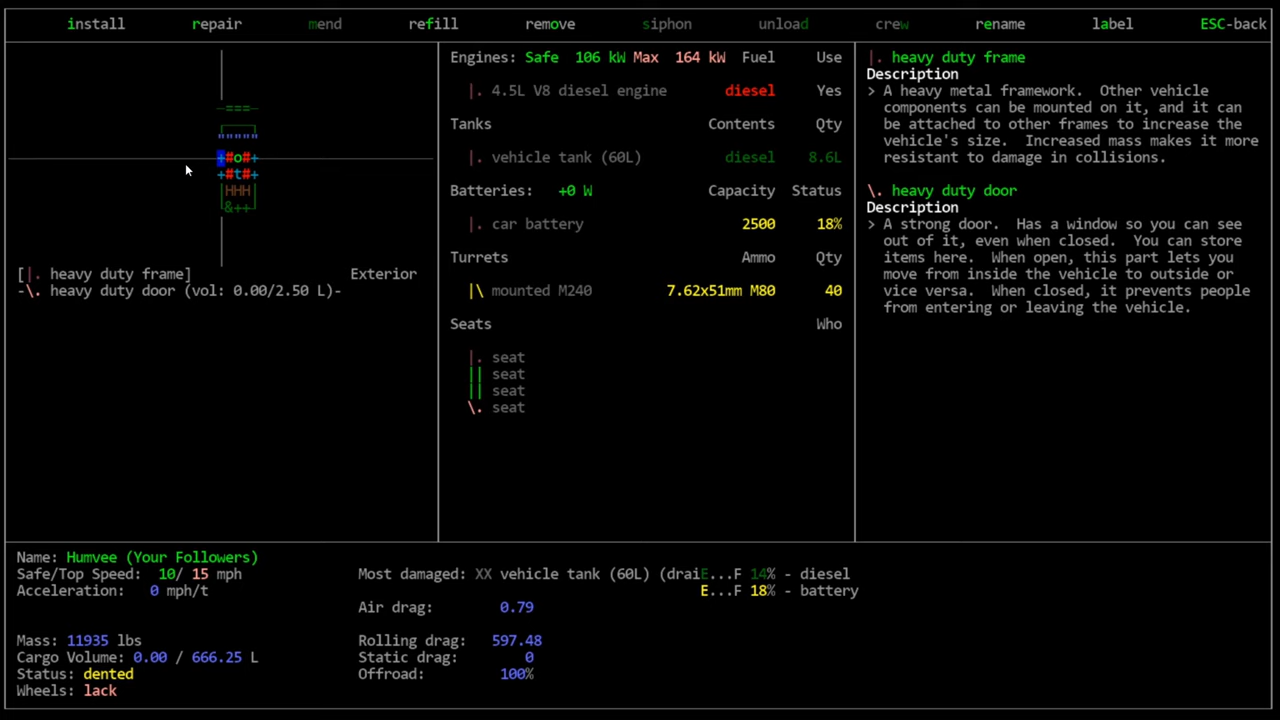 install repair mend refill remove siphon unload crew rename label ESC-back
-===-
"""""
+#o#+
+#t#+
|HHH|
&++
[|. heavy duty frame] Exterior
-\. heavy duty door (vol: 0.00/2.50 L)-
Engines: Safe 106 kW Max 164 kW Fuel Use
|. 4.5L V8 diesel engine diesel Yes
Tanks Contents Qty
|. vehicle tank (60L) diesel 8.6L
Batteries: +0 W Capacity Status
|. car battery 2500 18%
Turrets Ammo Qty
|\ mounted M240 7.62x51mm M80 40
Seats Who
|. seat
|| seat
|| seat
\. seat
|. heavy duty frame
Description
> A heavy metal framework. Other vehicle
components can be mounted on it, and it can
be attached to other frames to increase the
vehicle's size. Increased mass makes it more
resistant to damage in collisions.
\. heavy duty door
Description
> A strong door. Has a window so you can see
out of it, even when closed. You can store
items here. When open, this part lets you
move from inside the vehicle to outside or
vice versa. When closed, it prevents people
from entering or leaving the vehicle.
Name: Humvee (Your Followers)
Safe/Top Speed: 10/ 15 mph
Acceleration: 0 mph/t
Mass: 11935 lbs
Cargo Volume: 0.00 / 666.25 L
Status: dented
Wheels: lack
Most damaged: XX vehicle tank (60L) (draiE...F 14% - diesel
E...F 18% - battery
Air drag: 0.79
Rolling drag: 597.48
Static drag: 0
Offroad: 100%